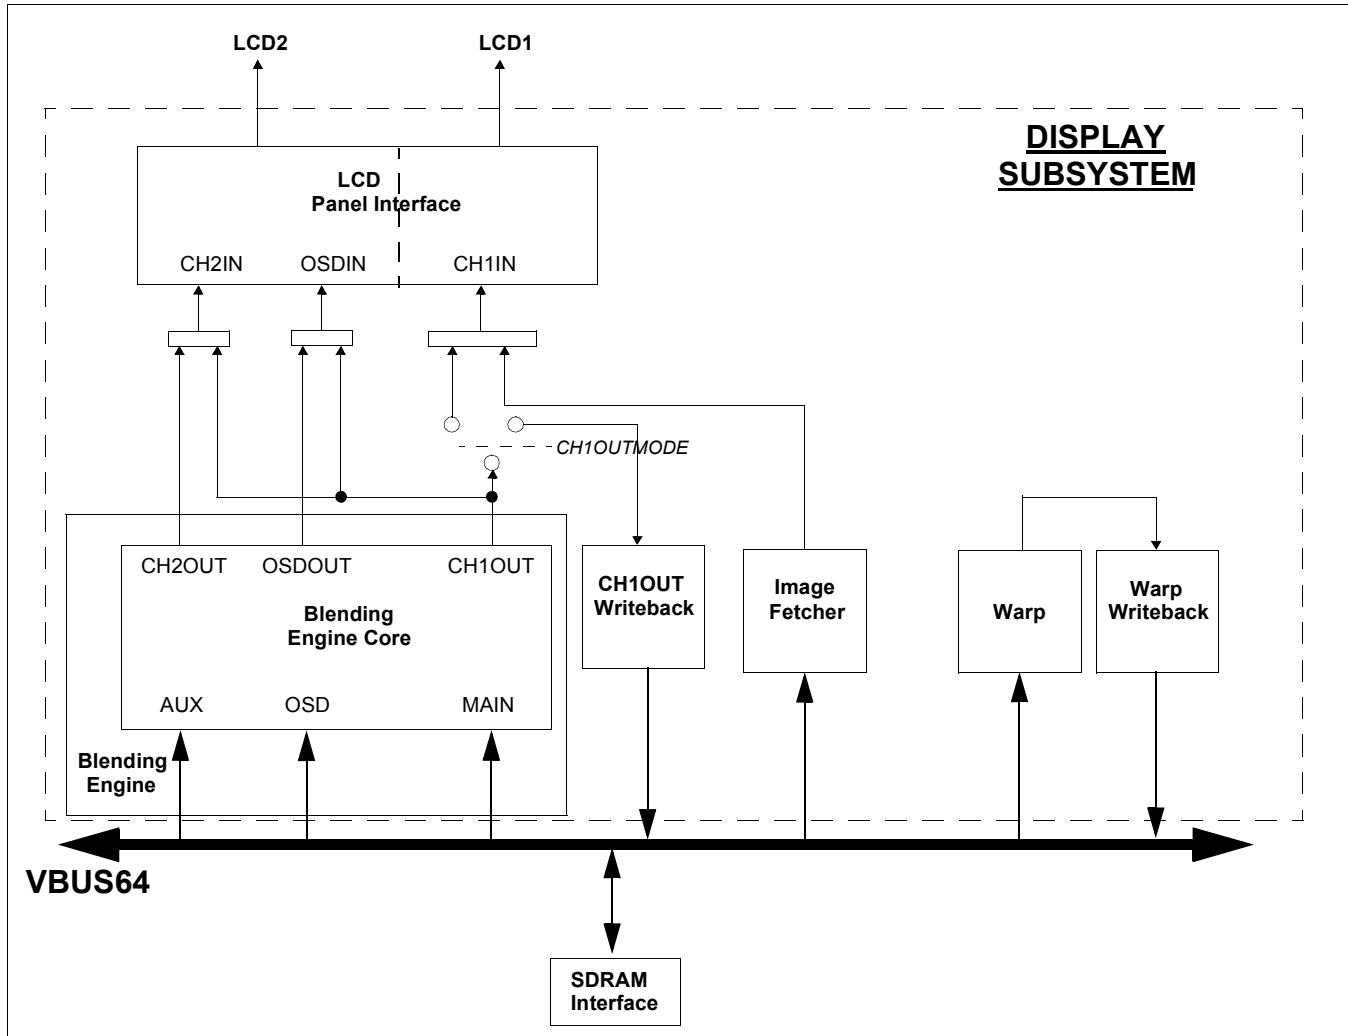 LCD2
LCD1
DISPLAY
SUBSYSTEM
LCD
Panel Interface
CH2IN
OSDIN
CH1IN
CH1OUTMODE
CH2OUT
OSDOUT
CH1OUT
Blending
Engine Core
AUX
OSD
MAIN
Blending
Engine
CH1OUT
Writeback
Image
Fetcher
Warp
Warp
Writeback
VBUS64
SDRAM
Interface